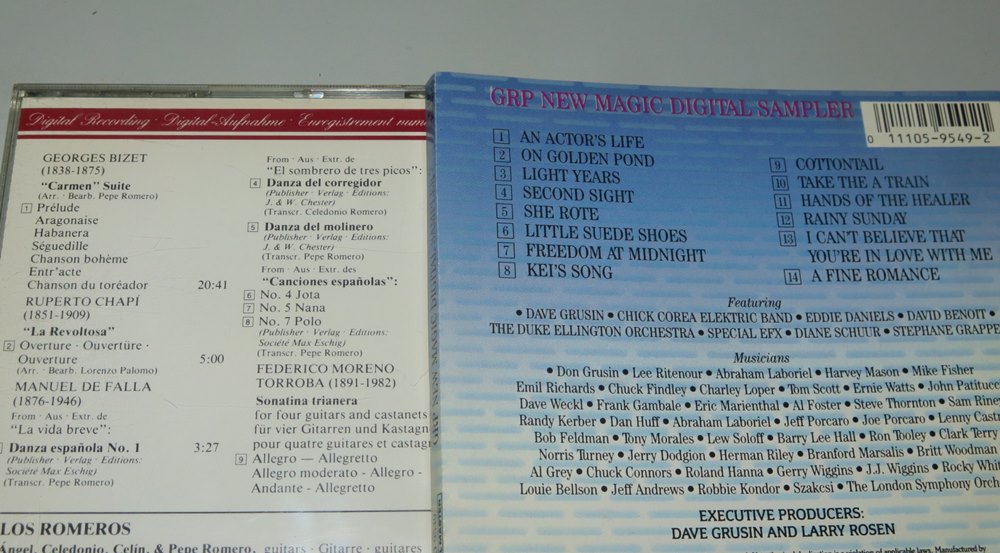 Digital Recording · Digital-Aufnahme · Enregistrement
GEORGES BIZET
(1838-1875)
"Carmen" Suite
(Arr. · Bearb. Pepe Romero)
1 Prélude
Aragonaise
Habanera
Séguedille
Chanson bohème
Entr'acte
Chanson du toréador 20:41
RUPERTO CHAPÍ
(1851-1909)
"La Revoltosa"
2 Overture · Ouvertüre ·
Ouverture 5:00
(Arr. · Bearb. Lorenzo Palomo)
MANUEL DE FALLA
(1876-1946)
From · Aus · Extr. de
"La vida breve":
Danza española No. 1 3:27
(Publisher · Verlag · Editions:
Société Max Eschig)
(Transcr. Pepe Romero)
From · Aus · Extr. de
"El sombrero de tres picos":
4 Danza del corregidor
(Publisher · Verlag · Editions:
J. & W. Chester)
(Transcr. Celedonio Romero)
5 Danza del molinero
(Publisher · Verlag · Editions:
J. & W. Chester)
(Transcr. Pepe Romero)
From · Aus · Extr. des
"Canciones españolas":
6 No. 4 Jota
7 No. 5 Nana
8 No. 7 Polo
(Publisher · Verlag · Editions:
Société Max Eschig)
(Transcr. Pepe Romero)
FEDERICO MORENO
TORROBA (1891-1982)
Sonatina trianera
for four guitars and castanets
für vier Gitarren und Kastagn
pour quatre guitares et castagn
9 Allegro — Allegretto
Allegro moderato - Allegro -
Andante - Allegretto
LOS ROMEROS
Ángel, Celedonio, Celín, & Pepe Romero, guitars · Gitarre · guitares
GRP NEW MAGIC DIGITAL SAMPLER
0 11105-9549-2
1 AN ACTOR'S LIFE
2 ON GOLDEN POND
3 LIGHT YEARS
4 SECOND SIGHT
5 SHE ROTE
6 LITTLE SUEDE SHOES
7 FREEDOM AT MIDNIGHT
8 KEI'S SONG
9 COTTONTAIL
10 TAKE THE A TRAIN
11 HANDS OF THE HEALER
12 RAINY SUNDAY
13 I CAN'T BELIEVE THAT
YOU'RE IN LOVE WITH ME
14 A FINE ROMANCE
Featuring
• DAVE GRUSIN • CHICK COREA ELEKTRIC BAND • EDDIE DANIELS • DAVID BENOIT •
THE DUKE ELLINGTON ORCHESTRA • SPECIAL EFX • DIANE SCHUUR • STEPHANE GRAPPE
Musicians
• Don Grusin • Lee Ritenour • Abraham Laboriel • Harvey Mason • Mike Fisher
Emil Richards • Chuck Findley • Charley Loper • Tom Scott • Ernie Watts • John Patituc
Dave Weckl • Frank Gambale • Eric Marienthal • Al Foster • Steve Thornton • Sam Rine
Randy Kerber • Dan Huff • Abraham Laboriel • Jeff Porcaro • Joe Porcaro • Lenny Cast
Bob Feldman • Tony Morales • Lew Soloff • Barry Lee Hall • Ron Tooley • Clark Terry
Norris Turney • Jerry Dodgion • Herman Riley • Branford Marsalis • Britt Woodman
Al Grey • Chuck Connors • Roland Hanna • Gerry Wiggins • J.J. Wiggins • Rocky Whi
Louie Bellson • Jeff Andrews • Robbie Kondor • Szakcsi • The London Symphony Orch
EXECUTIVE PRODUCERS:
DAVE GRUSIN AND LARRY ROSEN